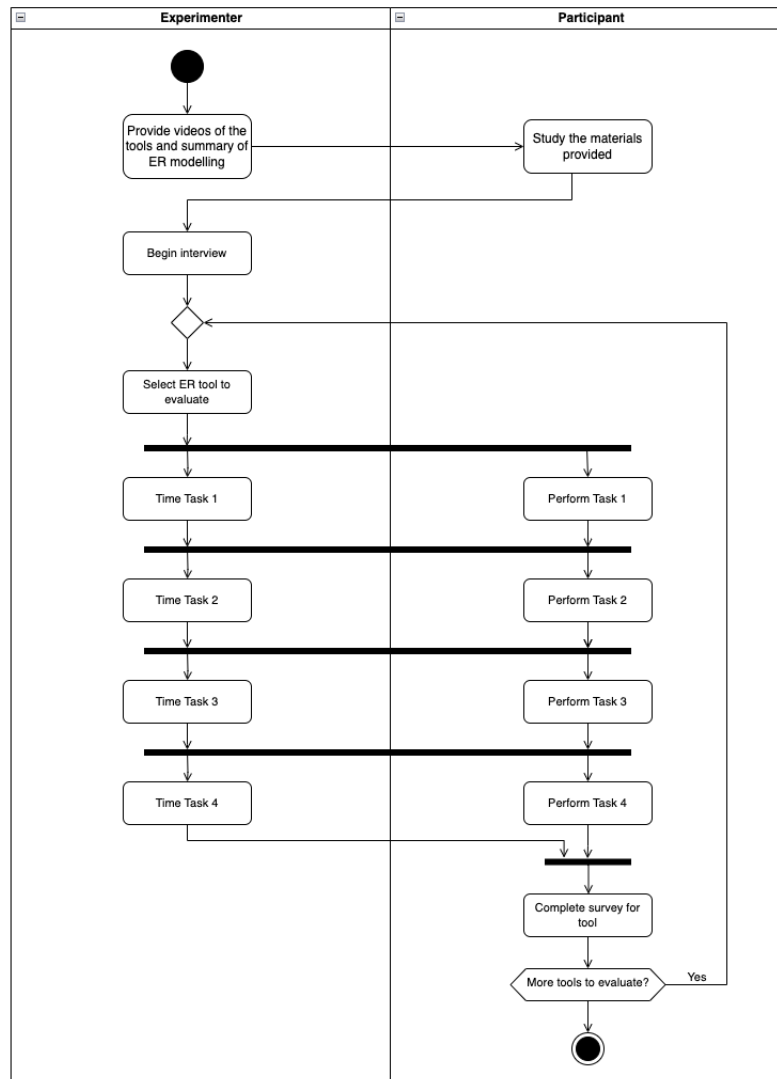 Experimenter
Participant
Provide videos of the
tools and summary of
ER modelling
Study the materials
provided
Begin interview
Select ER tool to
evaluate
Time Task 1
Perform Task 1
Time Task 2
Perform Task 2
Time Task 3
Perform Task 3
Time Task 4
Perform Task 4
Complete survey for
tool
More tools to evaluate?
Yes